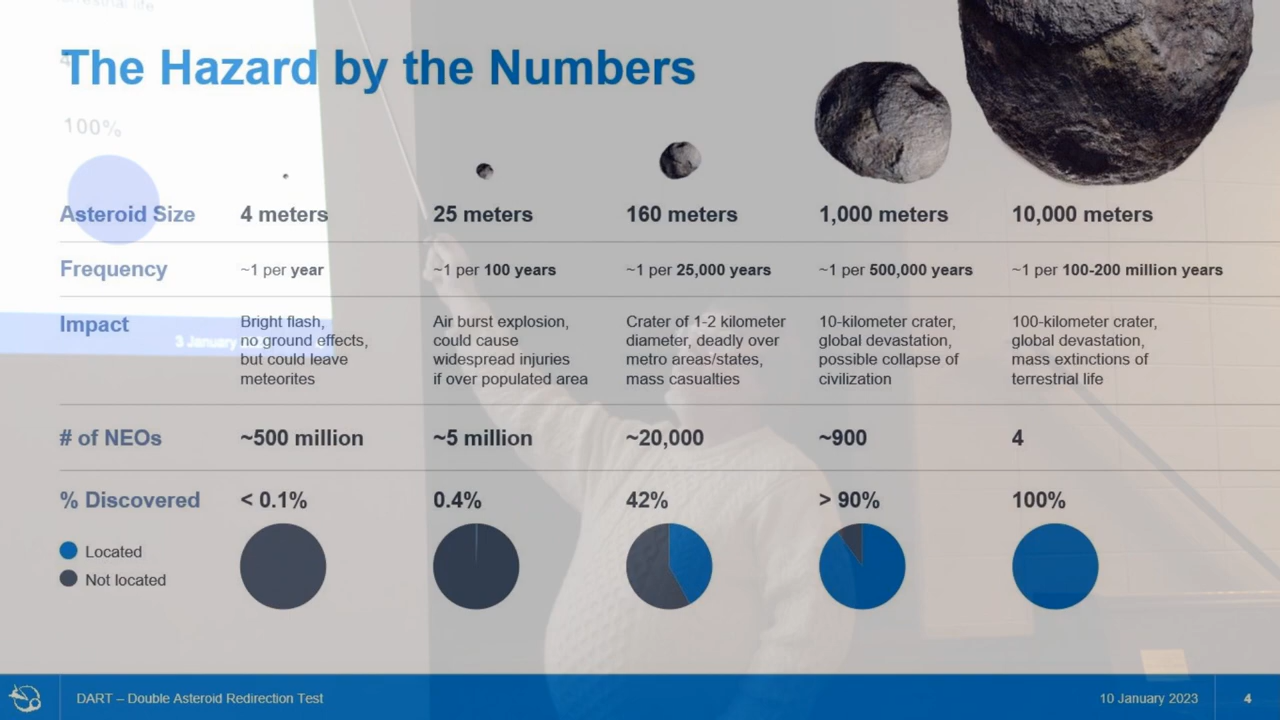 terrestrial life
The Hazard by the Numbers
100%
Asteroid Size 4 meters 25 meters 160 meters 1,000 meters 10,000 meters
Frequency ~1 per year ~1 per 100 years ~1 per 25,000 years ~1 per 500,000 years ~1 per 100-200 million years
Impact
Bright flash,
no ground effects,
but could leave
meteorites
Air burst explosion,
could cause
widespread injuries
if over populated area
Crater of 1-2 kilometer
diameter, deadly over
metro areas/states,
mass casualties
10-kilometer crater,
global devastation,
possible collapse of
civilization
100-kilometer crater,
global devastation,
mass extinctions of
terrestrial life
3 January
# of NEOs ~500 million ~5 million ~20,000 ~900 4
% Discovered < 0.1% 0.4% 42% > 90% 100%
Located
Not located
DART – Double Asteroid Redirection Test 10 January 2023 4